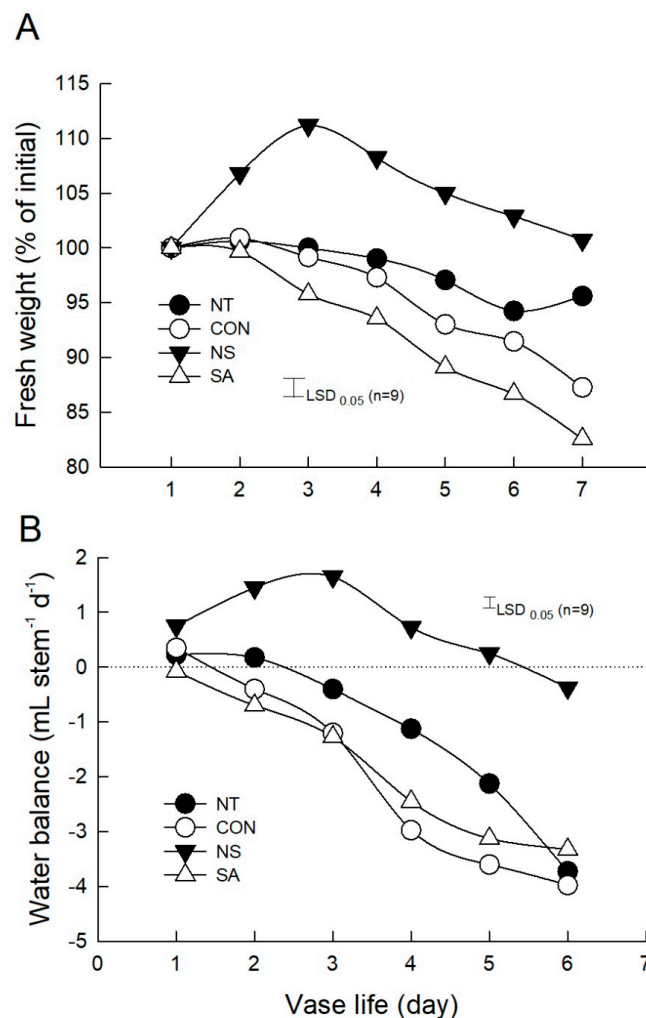 A
Fresh weight (% of initial)
115
110
105
100
95
90
85
80
NT
CON
NS
SA
LSD 0.05 (n=9)
1 2 3 4 5 6 7
B
Water balance (mL stem-1 d-1)
2
1
0
-1
-2
-3
-4
-5
LSD 0.05 (n=9)
NT
CON
NS
SA
0 1 2 3 4 5 6 7
Vase life (day)